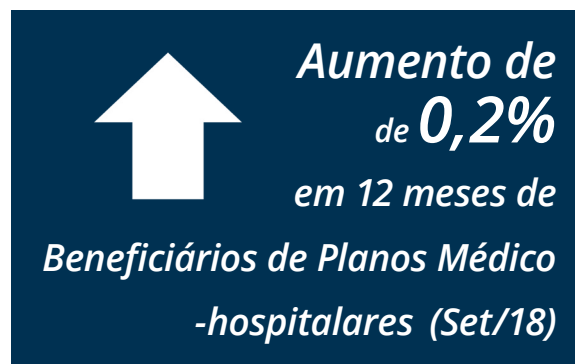 Aumento de
de 0,2%
em 12 meses de
Beneficiários de Planos Médico
-hospitalares (Set/18)